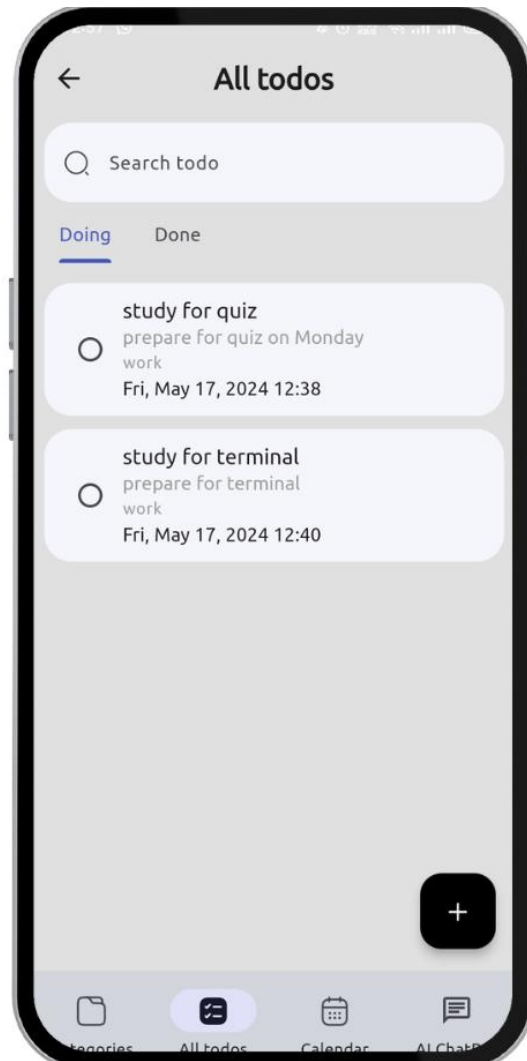 All todos
Search todo
Doing Done
study for quiz
prepare for quiz on Monday
work
Fri, May 17, 2024 12:38
study for terminal
prepare for terminal
work
Fri, May 17, 2024 12:40
+
All todos Calendar